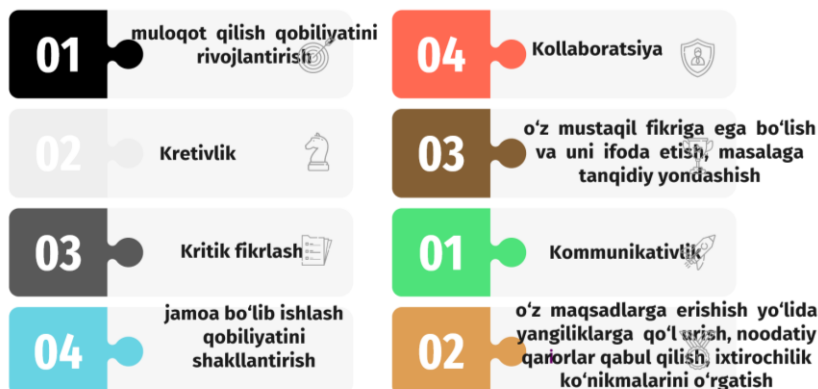 01
muloqot qilish qobiliyatini
rivojlantirish
02
Kretivlik
03
Kritik fikrlash
04
jamoa bo‘lib ishlash
qobiliyatini
shakllantirish
04
Kollaboratsiya
03
o‘z mustaqil fikriga ega bo‘lish
va uni ifoda etish, masalaga
tanqidiy yondashish
01
Kommunikativlik
02
o‘z maqsadlarga erishish yo‘lida
yangiliklarga qo‘l urish, noodatiy
qarorlar qabul qilish, ixtirochilik
ko‘nikmalarini o‘rgatish